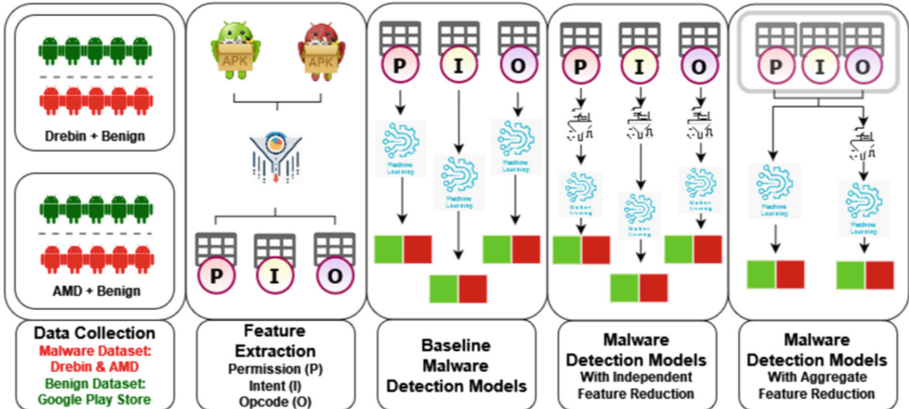 Drebin + Benign
AMD + Benign
Data Collection
Malware Dataset:
Drebin & AMD
Benign Dataset:
Google Play Store
APK
APK
P
I
O
Feature
Extraction
Permission (P)
Intent (I)
Opcode (O)
P
I
O
Machine
Learning
Machine
Learning
Machine
Learning
Baseline
Malware
Detection Models
P
I
O
Malware
Detection Models
With Independent
Feature Reduction
P
I
O
Machine
Learning
Machine
Learning
Malware
Detection Models
With Aggregate
Feature Reduction